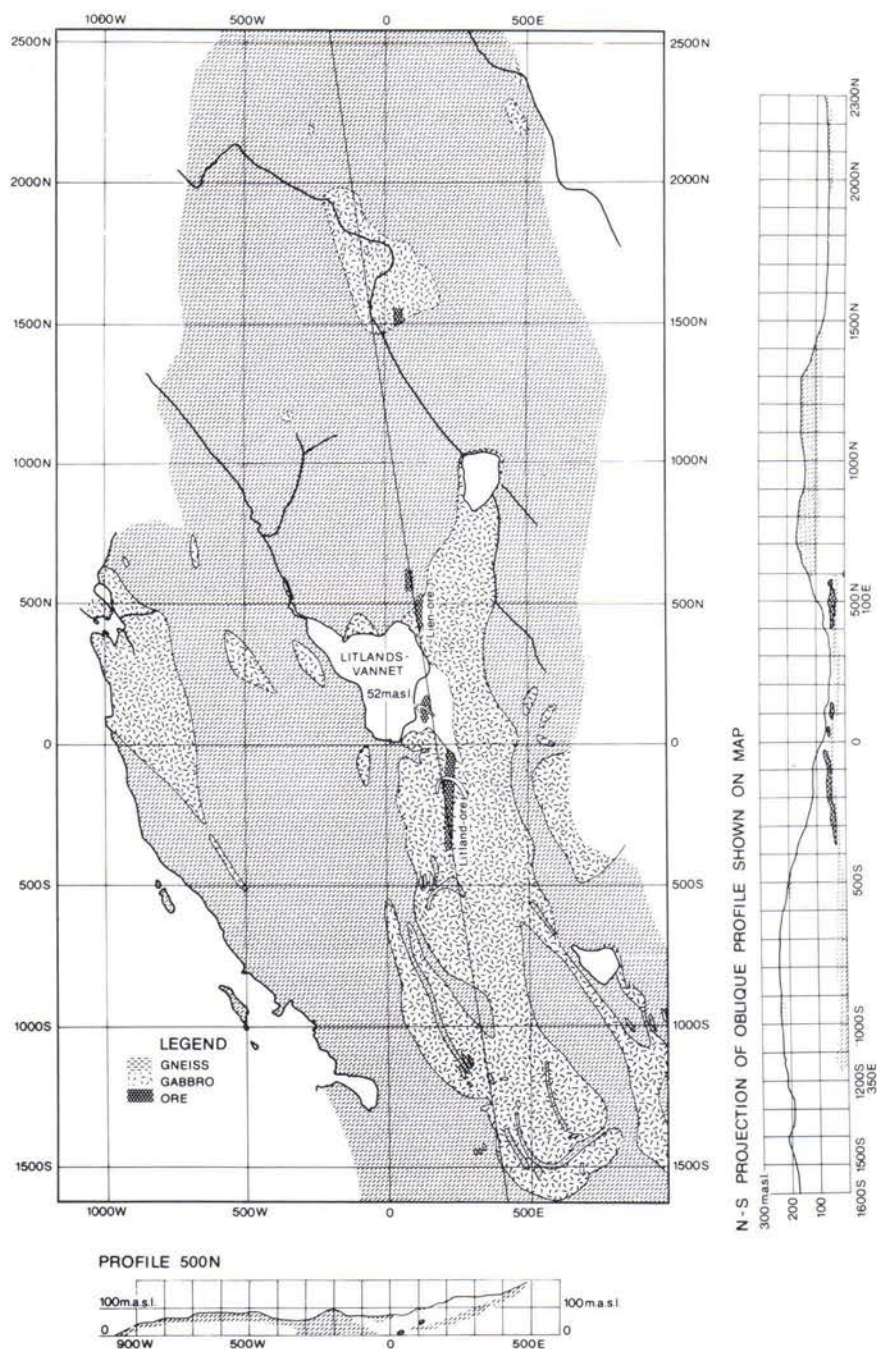 1000W 500W 0 500E
2500N 2500N
2000N 2000N
1500N 1500N
1000N 1000N
500N 500N
Lien-ore
LITLANDS-
VANNET
52m.a.s.l.
0 0
Litland-ore
500S 500S
1000S 1000S
LEGEND
GNEISS
GABBRO
ORE
1500S 1500S
1000W 500W 0 500E
N-S PROJECTION OF OBLIQUE PROFILE SHOWN ON MAP
2300N
2000N
1500N
1000N
500N
100E
0
500S
1000S
1200S
350E
1500S
1600S
300m.a.s.l.
200
100
PROFILE 500N
100m.a.s.l. 100m.a.s.l.
0 0
900W 500W 0 500E